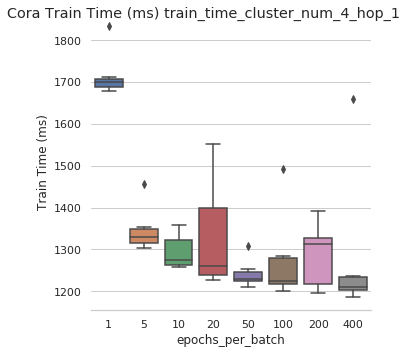 Cora Train Time (ms) train_time_cluster_num_4_hop_1
1800
1700
1600
1500
1400
1300
1200
Train Time (ms)
1 5 10 20 50 100 200 400
epochs_per_batch